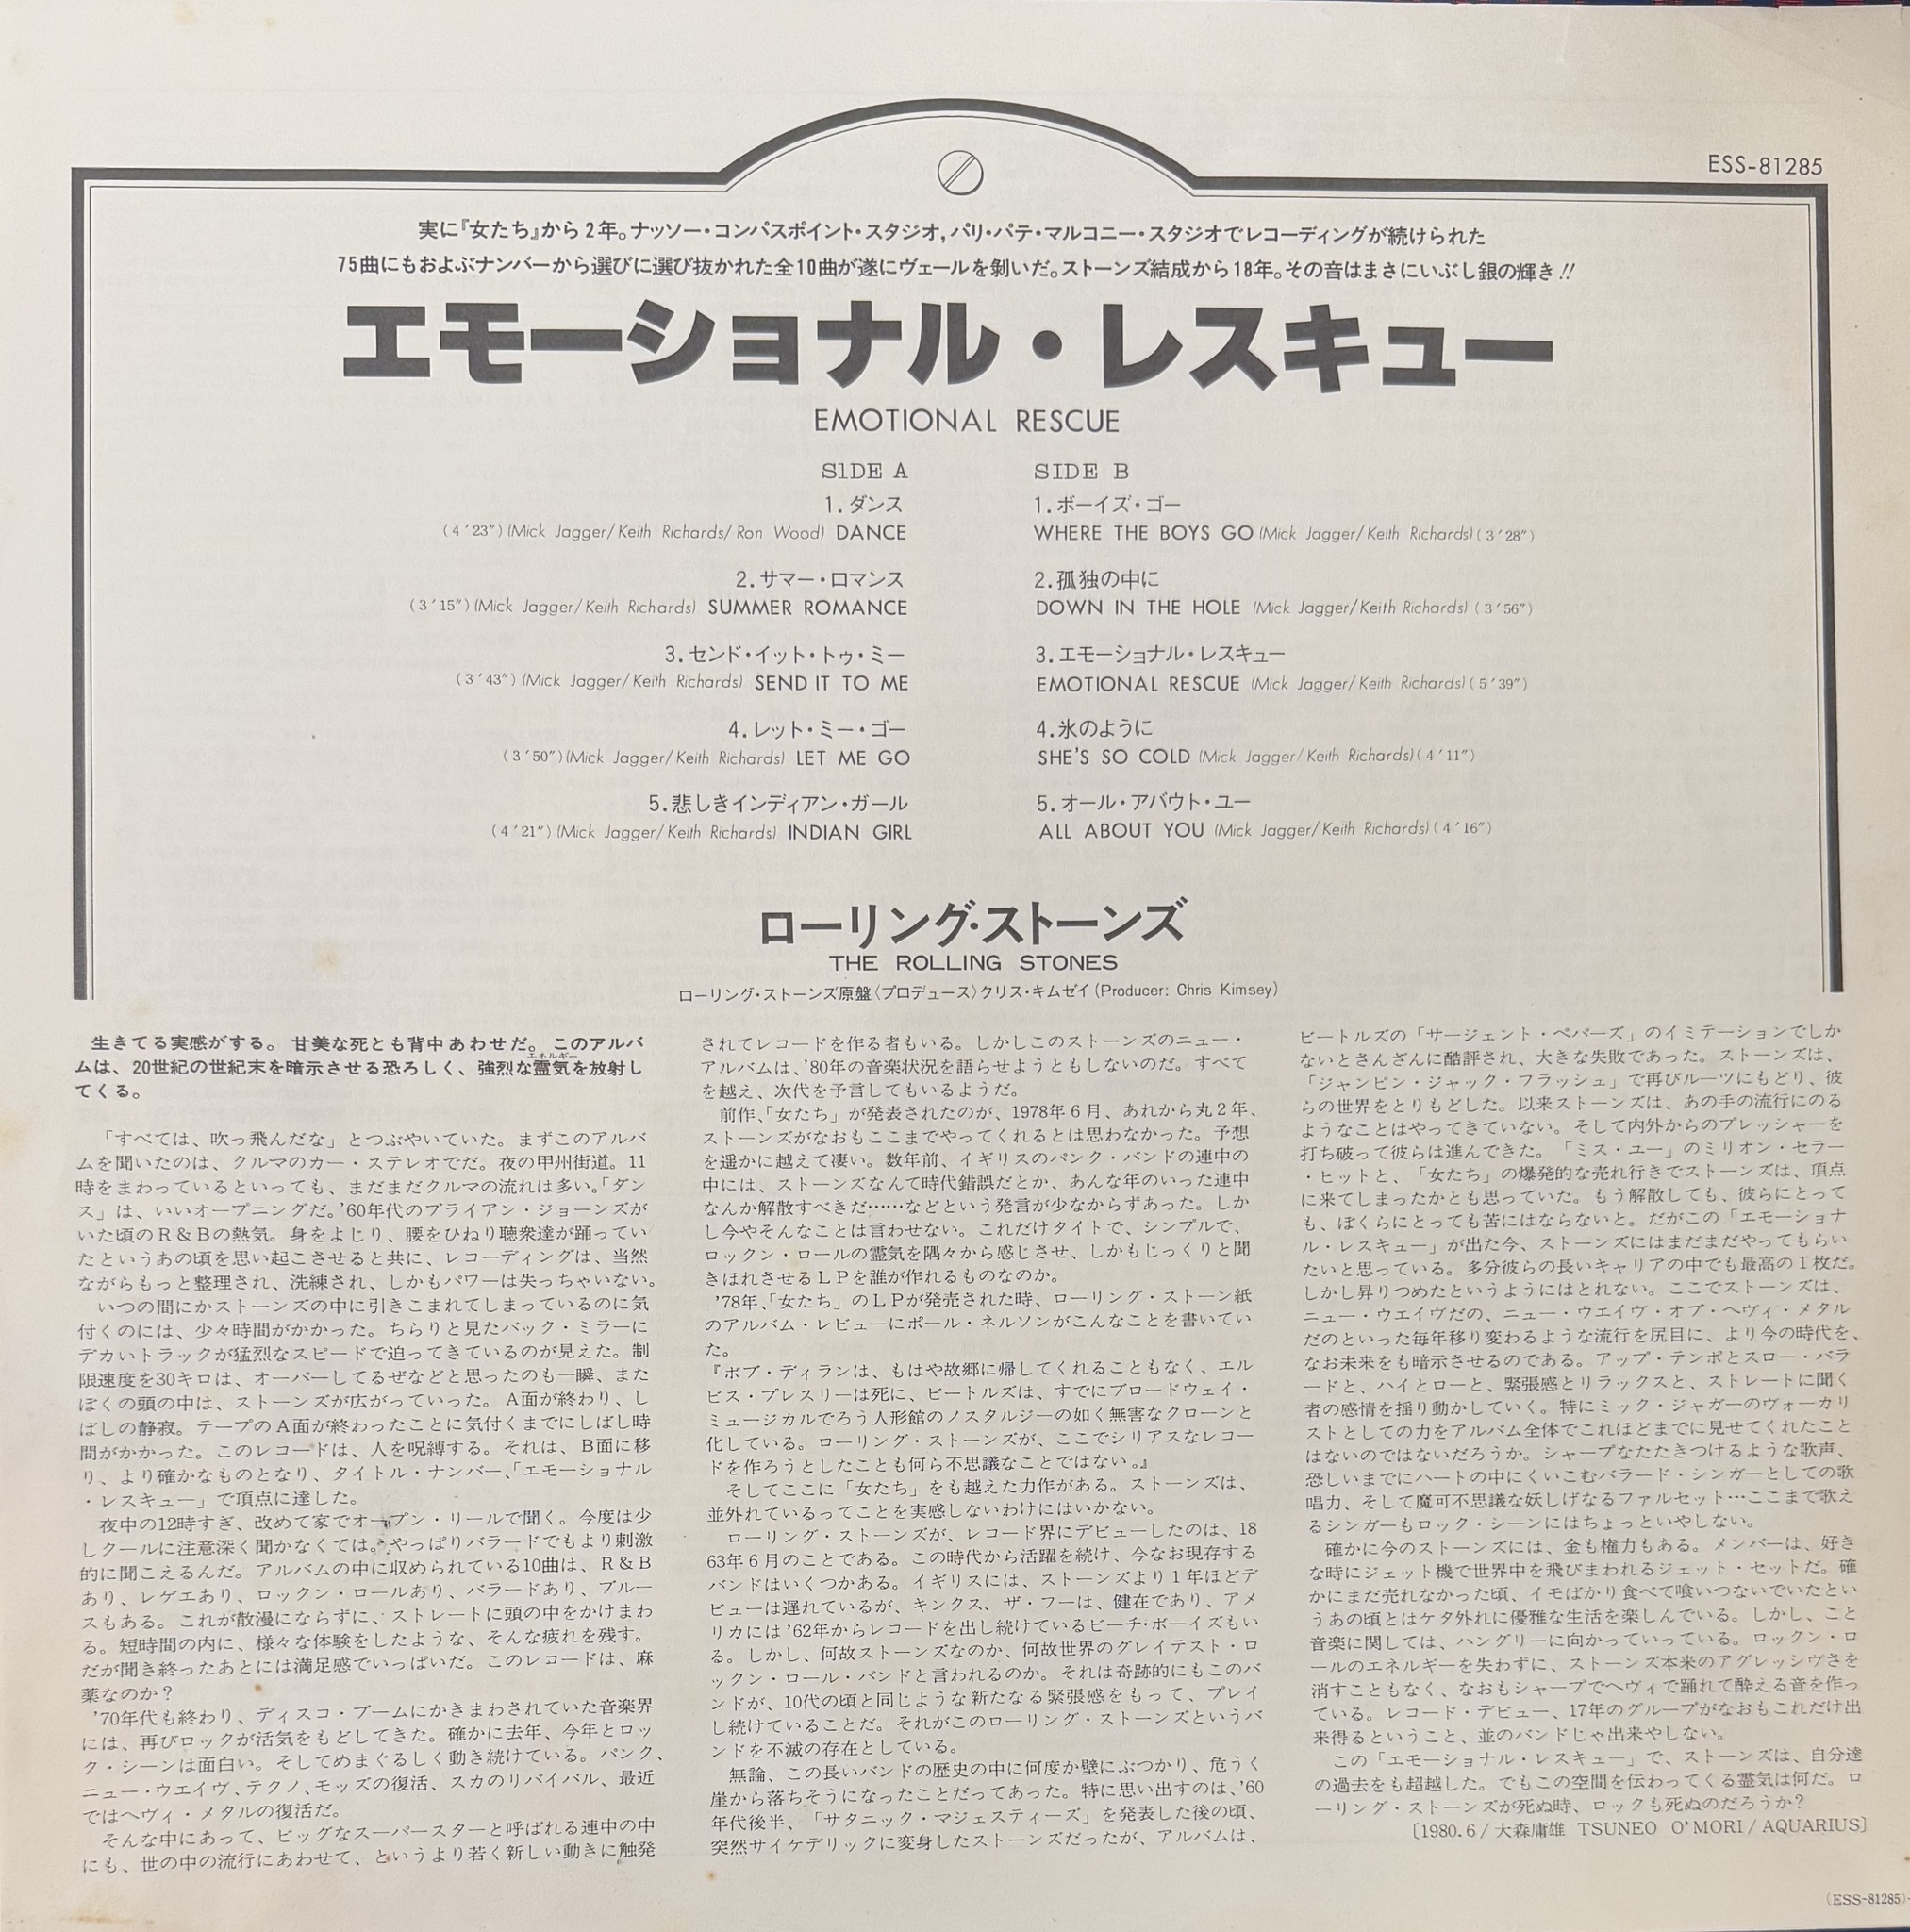 ESS-81285
実に『女たち』から2年。ナッソー・コンパスポイント・スタジオ,パリ・パテ・マルコニー・スタジオでレコーディングが続けられた
75曲にもおよぶナンバーから選びに選び抜かれた全10曲が遂にヴェールを剝いだ。ストーンズ結成から18年。その音はまさにいぶし銀の輝き!!
エモーショナル・レスキュー
EMOTIONAL RESCUE
SIDE A
1.ダンス
(4′23″)(Mick Jagger/Keith Richards/Ron Wood) DANCE
2.サマー・ロマンス
(3′15″)(Mick Jagger/Keith Richards) SUMMER ROMANCE
3.センド・イット・トゥ・ミー
(3′43″)(Mick Jagger/Keith Richards) SEND IT TO ME
4.レット・ミー・ゴー
(3′50″)(Mick Jagger/Keith Richards) LET ME GO
5.悲しきインディアン・ガール
(4′21″)(Mick Jagger/Keith Richards) INDIAN GIRL
SIDE B
1.ボーイズ・ゴー
WHERE THE BOYS GO (Mick Jagger/Keith Richards)(3′28″)
2.孤独の中に
DOWN IN THE HOLE (Mick Jagger/Keith Richards)(3′56″)
3.エモーショナル・レスキュー
EMOTIONAL RESCUE (Mick Jagger/Keith Richards)(5′39″)
4.氷のように
SHE'S SO COLD (Mick Jagger/Keith Richards)(4′11″)
5.オール・アバウト・ユー
ALL ABOUT YOU (Mick Jagger/Keith Richards)(4′16″)
ローリング・ストーンズ
THE ROLLING STONES
ローリング・ストーンズ原盤〈プロデュース〉クリス・キムゼイ(Producer: Chris Kimsey)
生きてる実感がする。甘美な死とも背中あわせだ。このアルバ
エネルギー
ムは、20世紀の世紀末を暗示させる恐ろしく、強烈な霊気を放射し
てくる。
「すべては、吹っ飛んだな」とつぶやいていた。まずこのアルバ
ムを聞いたのは、クルマのカー・ステレオでだ。夜の甲州街道。11
時をまわっているといっても、まだまだクルマの流れは多い。「ダン
ス」は、いいオープニングだ。'60年代のブライアン・ジョーンズが
いた頃のR&Bの熱気。身をよじり、腰をひねり聴衆達が踊ってい
たというあの頃を思い起こさせると共に、レコーディングは、当然
ながらもっと整理され、洗練され、しかもパワーは失っちゃいない。
いつの間にかストーンズの中に引きこまれてしまっているのに気
付くのには、少々時間がかかった。ちらりと見たバック・ミラーに
デカいトラックが猛烈なスピードで迫ってきているのが見えた。制
限速度を30キロは、オーバーしてるぜなどと思ったのも一瞬、また
ぼくの頭の中は、ストーンズが広がっていった。A面が終わり、し
ばしの静寂。テープのA面が終わったことに気付くまでにしばし時
間がかかった。このレコードは、人を呪縛する。それは、B面に移
り、より確かなものとなり、タイトル・ナンバー、「エモーショナル
・レスキュー」で頂点に達した。
夜中の12時すぎ、改めて家でオープン・リールで聞く。今度は少
しクールに注意深く聞かなくては。やっぱりバラードでもより刺激
的に聞こえるんだ。アルバムの中に収められている10曲は、R&B
あり、レゲエあり、ロックン・ロールあり、バラードあり、ブルー
スもある。これが散漫にならずに、ストレートに頭の中をかけまわ
る。短時間の内に、様々な体験をしたような、そんな疲れを残す。
だが聞き終ったあとには満足感でいっぱいだ。このレコードは、麻
薬なのか?
'70年代も終わり、ディスコ・ブームにかきまわされていた音楽界
には、再びロックが活気をもどしてきた。確かに去年、今年とロッ
ク・シーンは面白い。そしてめまぐるしく動き続けている。パンク、
ニュー・ウエイヴ、テクノ、モッズの復活、スカのリバイバル、最近
ではヘヴィ・メタルの復活だ。
そんな中にあって、ビッグなスーパースターと呼ばれる連中の中
にも、世の中の流行にあわせて、というより若く新しい動きに触発
されてレコードを作る者もいる。しかしこのストーンズのニュー・
アルバムは、'80年の音楽状況を語らせようともしないのだ。すべて
を越え、次代を予言してもいるようだ。
前作、「女たち」が発表されたのが、1978年6月、あれから丸2年、
ストーンズがなおもここまでやってくれるとは思わなかった。予想
を遥かに越えて凄い。数年前、イギリスのパンク・バンドの連中の
中には、ストーンズなんて時代錯誤だとか、あんな年のいった連中
なんか解散すべきだ……などという発言が少なからずあった。しか
し今やそんなことは言わせない。これだけタイトで、シンプルで、
ロックン・ロールの霊気を隅々から感じさせ、しかもじっくりと聞
きほれさせるLPを誰が作れるものなのか。
'78年、「女たち」のLPが発売された時、ローリング・ストーン紙
のアルバム・レビューにポール・ネルソンがこんなことを書いてい
た。
『ボブ・ディランは、もはや故郷に帰してくれることもなく、エル
ビス・プレスリーは死に、ビートルズは、すでにブロードウェイ・
ミュージカルでろう人形館のノスタルジーの如く無害なクローンと
化している。ローリング・ストーンズが、ここでシリアスなレコー
ドを作ろうとしたことも何ら不思議なことではない。』
そしてここに「女たち」をも越えた力作がある。ストーンズは、
並外れているってことを実感しないわけにはいかない。
ローリング・ストーンズが、レコード界にデビューしたのは、18
63年6月のことである。この時代から活躍を続け、今なお現存する
バンドはいくつかある。イギリスには、ストーンズより1年ほどデ
ビューは遅れているが、キンクス、ザ・フーは、健在であり、アメ
リカには'62年からレコードを出し続けているビーチ・ボーイズもい
る。しかし、何故ストーンズなのか、何故世界のグレイテスト・ロ
ックン・ロール・バンドと言われるのか。それは奇跡的にもこのバ
ンドが、10代の頃と同じような新たなる緊張感をもって、プレイ
し続けていることだ。それがこのローリング・ストーンズというバ
ンドを不滅の存在としている。
無論、この長いバンドの歴史の中に何度か壁にぶつかり、危うく
崖から落ちそうになったことだってあった。特に思い出すのは、'60
年代後半、「サタニック・マジェスティーズ」を発表した後の頃、
突然サイケデリックに変身したストーンズだったが、アルバムは、
ビートルズの「サージェント・ペパーズ」のイミテーションでしか
ないとさんざんに酷評され、大きな失敗であった。ストーンズは、
「ジャンピン・ジャック・フラッシュ」で再びルーツにもどり、彼
らの世界をとりもどした。以来ストーンズは、あの手の流行にのる
ようなことはやってきていない。そして内外からのプレッシャーを
打ち破って彼らは進んできた。「ミス・ユー」のミリオン・セラー
・ヒットと、「女たち」の爆発的な売れ行きでストーンズは、頂点
に来てしまったかとも思っていた。もう解散しても、彼らにとって
も、ぼくらにとっても苦にはならないと。だがこの「エモーショナ
ル・レスキュー」が出た今、ストーンズにはまだまだやってもらい
たいと思っている。多分彼らの長いキャリアの中でも最高の1枚だ。
しかし昇りつめたというようにはとれない。ここでストーンズは、
ニュー・ウエイヴだの、ニュー・ウエイヴ・オブ・ヘヴィ・メタル
だのといった毎年移り変わるような流行を尻目に、より今の時代を、
なお未来をも暗示させるのである。アップ・テンポとスロー・バラ
ードと、ハイとローと、緊張感とリラックスと、ストレートに聞く
者の感情を揺り動かしていく。特にミック・ジャガーのヴォーカリ
ストとしての力をアルバム全体でこれほどまでに見せてくれたこと
はないのではないだろうか。シャープなたたきつけるような歌声、
恐しいまでにハートの中にくいこむバラード・シンガーとしての歌
唱力、そして魔可不思議な妖しげなるファルセット…ここまで歌え
るシンガーもロック・シーンにはちょっといやしない。
確かに今のストーンズには、金も権力もある。メンバーは、好き
な時にジェット機で世界中を飛びまわれるジェット・セットだ。確
かにまだ売れなかった頃、イモばかり食べて喰いつないでいたとい
うあの頃とはケタ外れに優雅な生活を楽しんでいる。しかし、こと
音楽に関しては、ハングリーに向かっていっている。ロックン・ロ
ールのエネルギーを失わずに、ストーンズ本来のアグレッシヴさを
消すこともなく、なおもシャープでヘヴィで踊れて酔える音を作っ
ている。レコード・デビュー、17年のグループがなおもこれだけ出
来得るということ、並のバンドじゃ出来やしない。
この「エモーショナル・レスキュー」で、ストーンズは、自分達
の過去をも超越した。でもこの空間を伝わってくる霊気は何だ。ロ
ーリング・ストーンズが死ぬ時、ロックも死ぬのだろうか?
〔1980.6/大森庸雄 TSUNEO O'MORI/AQUARIUS〕
(ESS-81285)